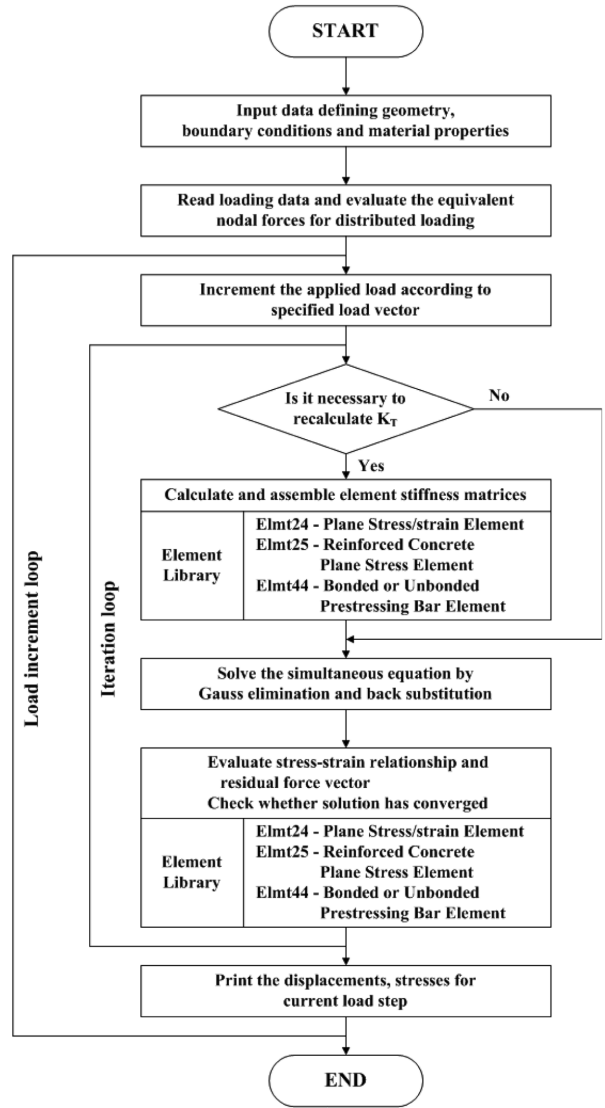 START
Input data defining geometry,
boundary conditions and material properties
Read loading data and evaluate the equivalent
nodal forces for distributed loading
Increment the applied load according to
specified load vector
Is it necessary to
recalculate K_T
No
Yes
Calculate and assemble element stiffness matrices
Element
Library
Elmt24 - Plane Stress/strain Element
Elmt25 - Reinforced Concrete
Plane Stress Element
Elmt44 - Bonded or Unbonded
Prestressing Bar Element
Solve the simultaneous equation by
Gauss elimination and back substitution
Evaluate stress-strain relationship and
residual force vector
Check whether solution has converged
Element
Library
Elmt24 - Plane Stress/strain Element
Elmt25 - Reinforced Concrete
Plane Stress Element
Elmt44 - Bonded or Unbonded
Prestressing Bar Element
Print the displacements, stresses for
current load step
END
Load increment loop
Iteration loop